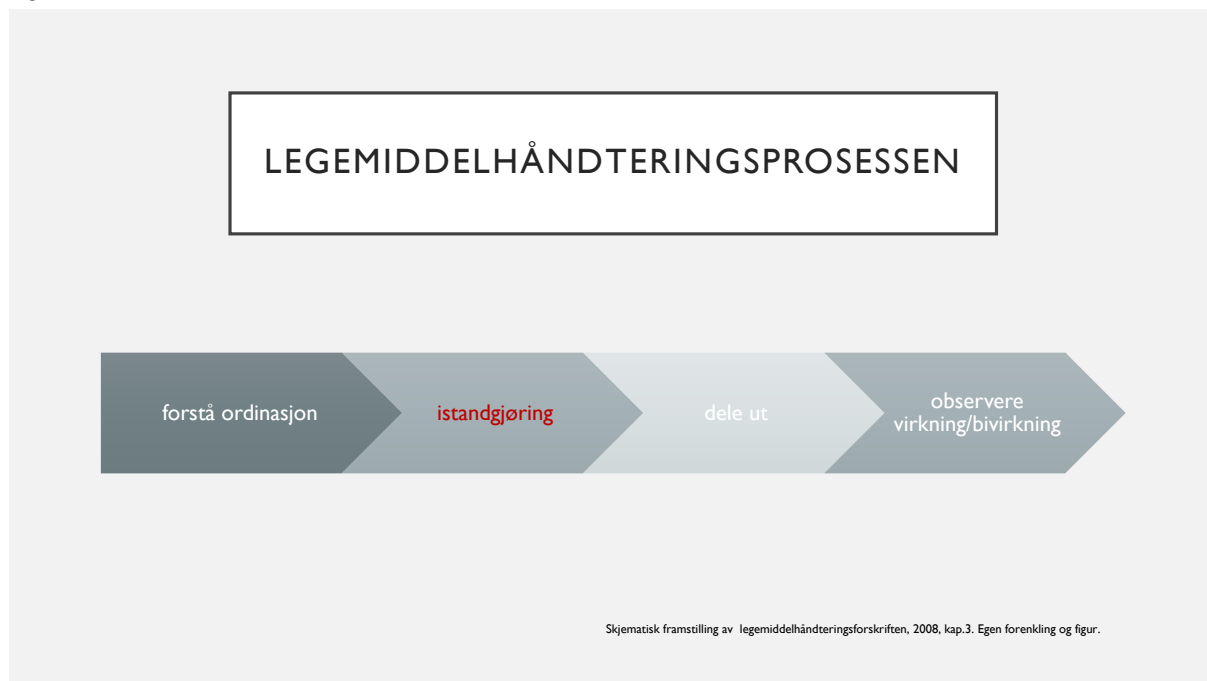 LEGEMIDDELHÅNDTERINGSPROSESSEN
forstå ordinasjon
istandgjøring
dele ut
observere
virkning/bivirkning
Skjematisk framstilling av legemiddelhåndteringsforskriften, 2008, kap.3. Egen forenkling og figur.